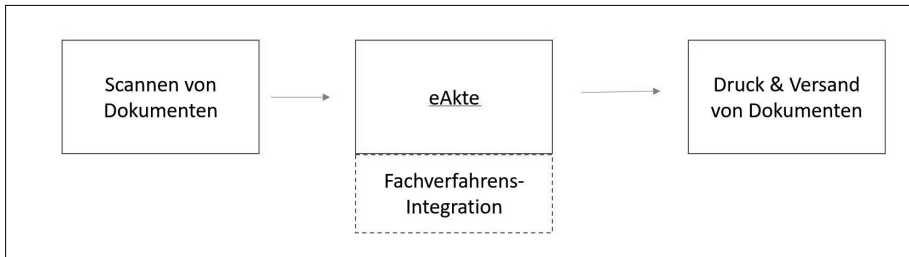 Scannen von
Dokumenten
eAkte
Fachverfahrens-
Integration
Druck & Versand
von Dokumenten